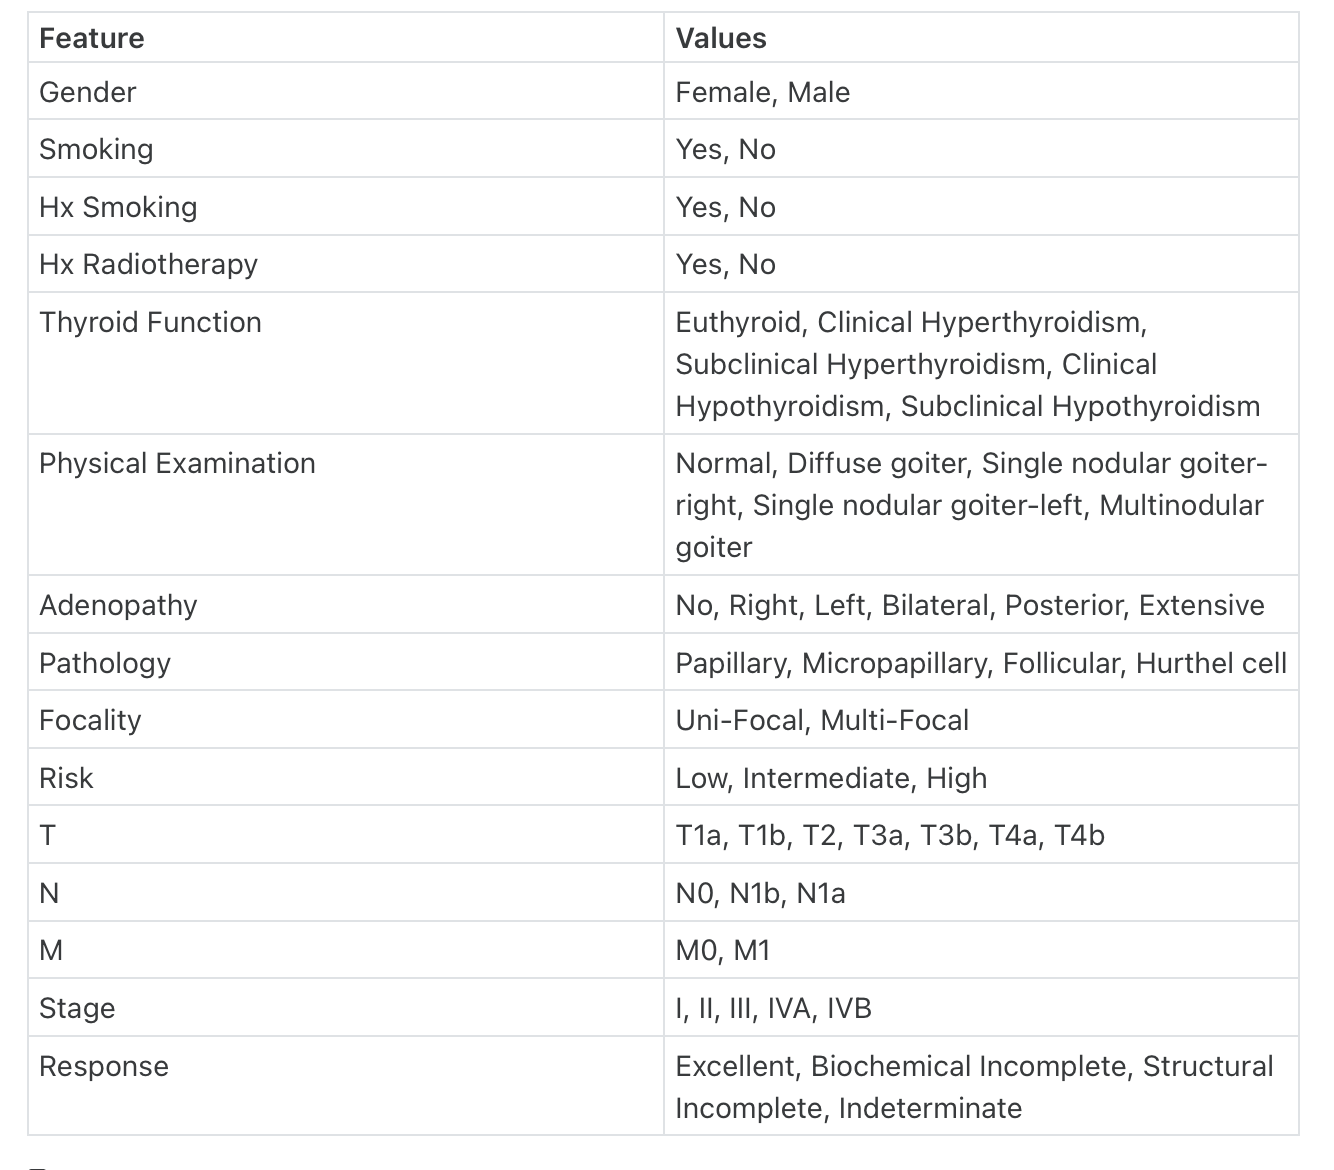 Feature Values
Gender Female, Male
Smoking Yes, No
Hx Smoking Yes, No
Hx Radiotherapy Yes, No
Thyroid Function Euthyroid, Clinical Hyperthyroidism,
Subclinical Hyperthyroidism, Clinical
Hypothyroidism, Subclinical Hypothyroidism
Physical Examination Normal, Diffuse goiter, Single nodular goiter-
right, Single nodular goiter-left, Multinodular
goiter
Adenopathy No, Right, Left, Bilateral, Posterior, Extensive
Pathology Papillary, Micropapillary, Follicular, Hurthel cell
Focality Uni-Focal, Multi-Focal
Risk Low, Intermediate, High
T T1a, T1b, T2, T3a, T3b, T4a, T4b
N N0, N1b, N1a
M M0, M1
Stage I, II, III, IVA, IVB
Response Excellent, Biochemical Incomplete, Structural
Incomplete, Indeterminate